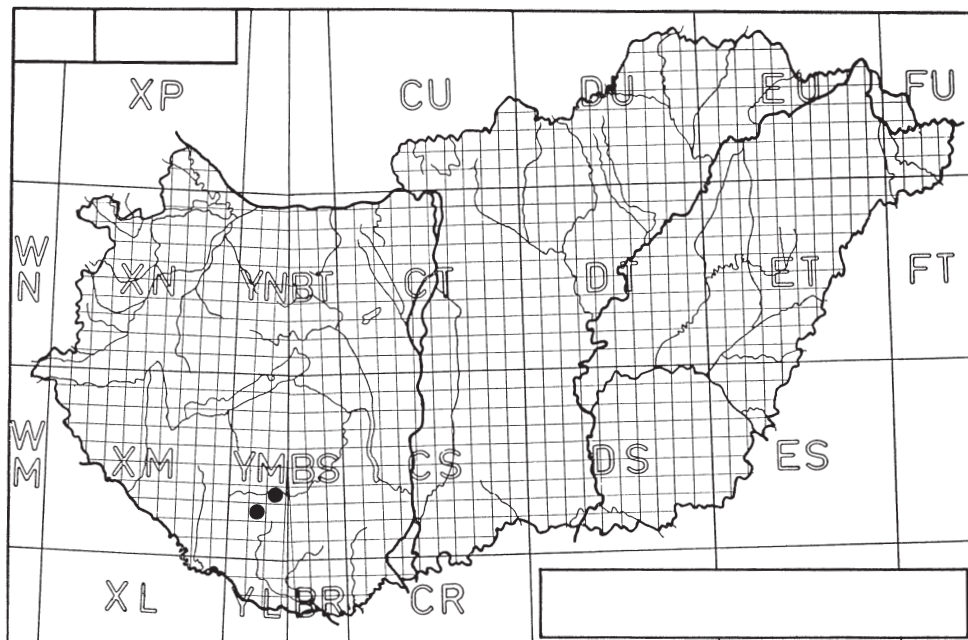 XP CU DU EU FU
WN XN YN BT CT DT ET FT
WM XM YM BS CS DS ES
XL YL BR CR